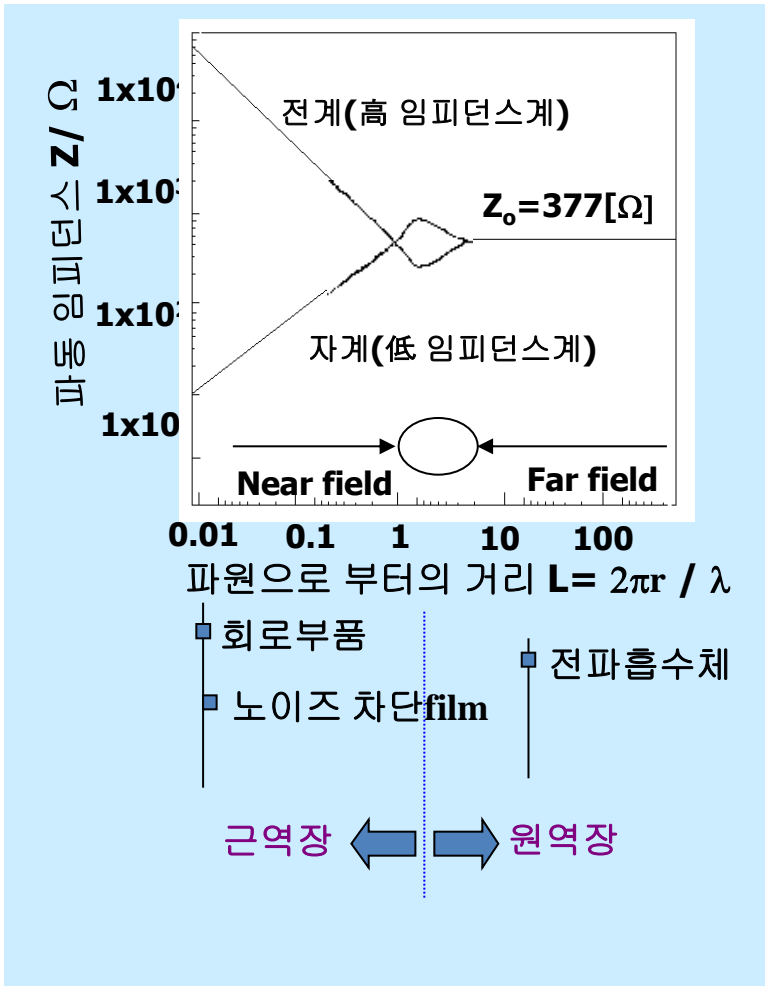 파동 임피던스 Z/ Ω
1x10
전계(高 임피던스계)
1x10
Zo=377[Ω]
1x10
자계(低 임피던스계)
1x10
Near field
Far field
0.01 0.1 1 10 100
파원으로 부터의 거리 L= 2πr / λ
회로부품
전파흡수체
노이즈 차단film
근역장
원역장